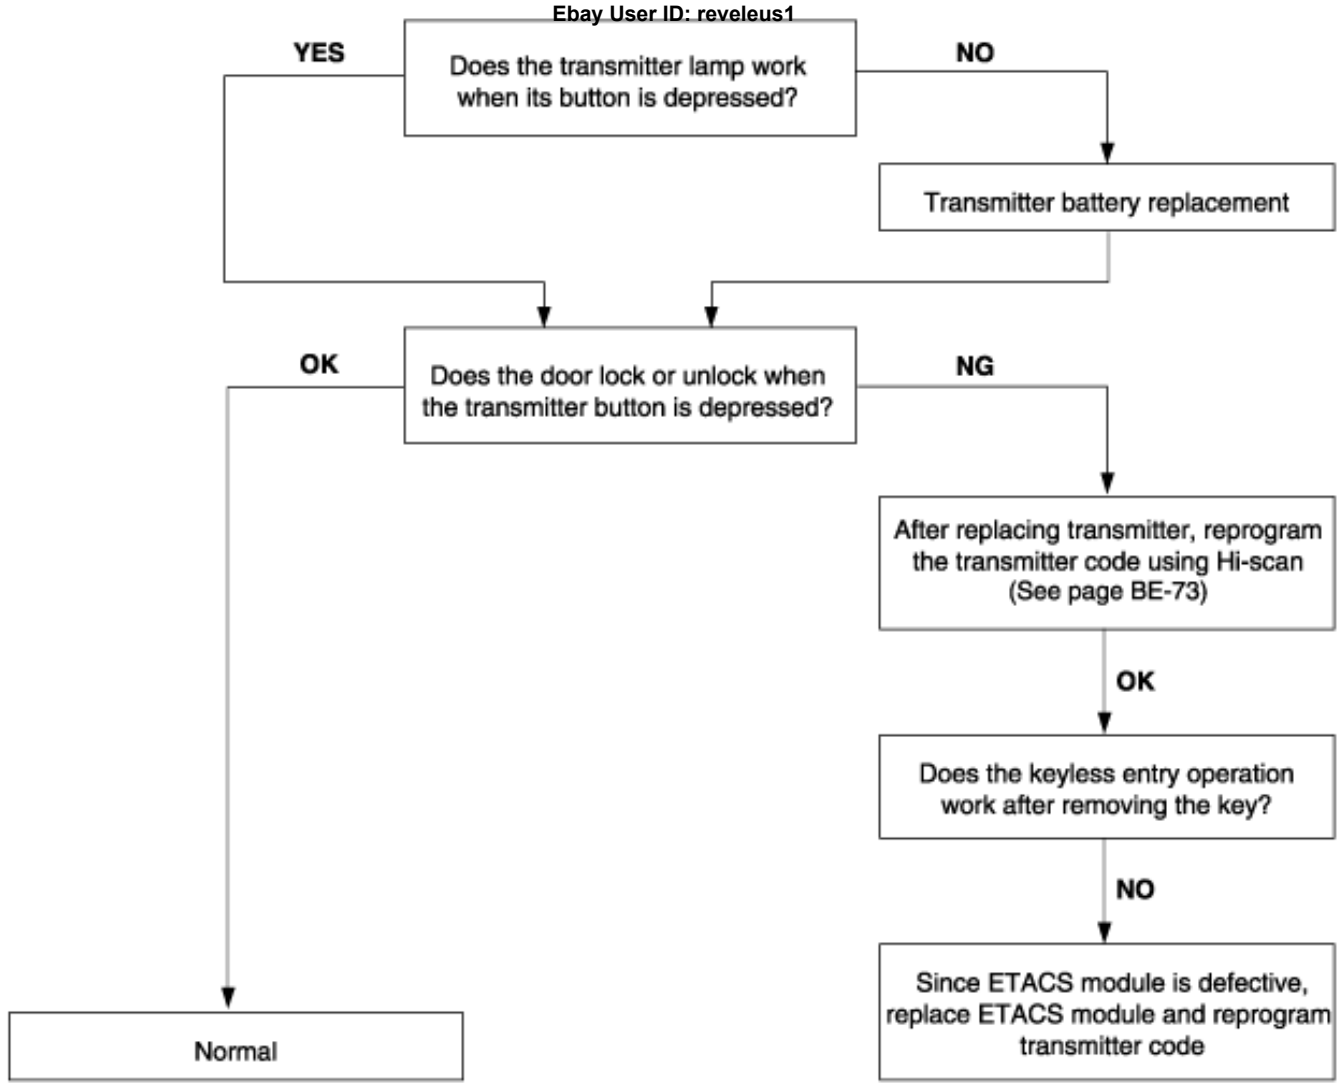 Ebay User ID: reveleus1
YES
Does the transmitter lamp work
when its button is depressed?
NO
Transmitter battery replacement
OK
Does the door lock or unlock when
the transmitter button is depressed?
NG
After replacing transmitter, reprogram
the transmitter code using Hi-scan
(See page BE-73)
OK
Does the keyless entry operation
work after removing the key?
NO
Since ETACS module is defective,
replace ETACS module and reprogram
transmitter code
Normal